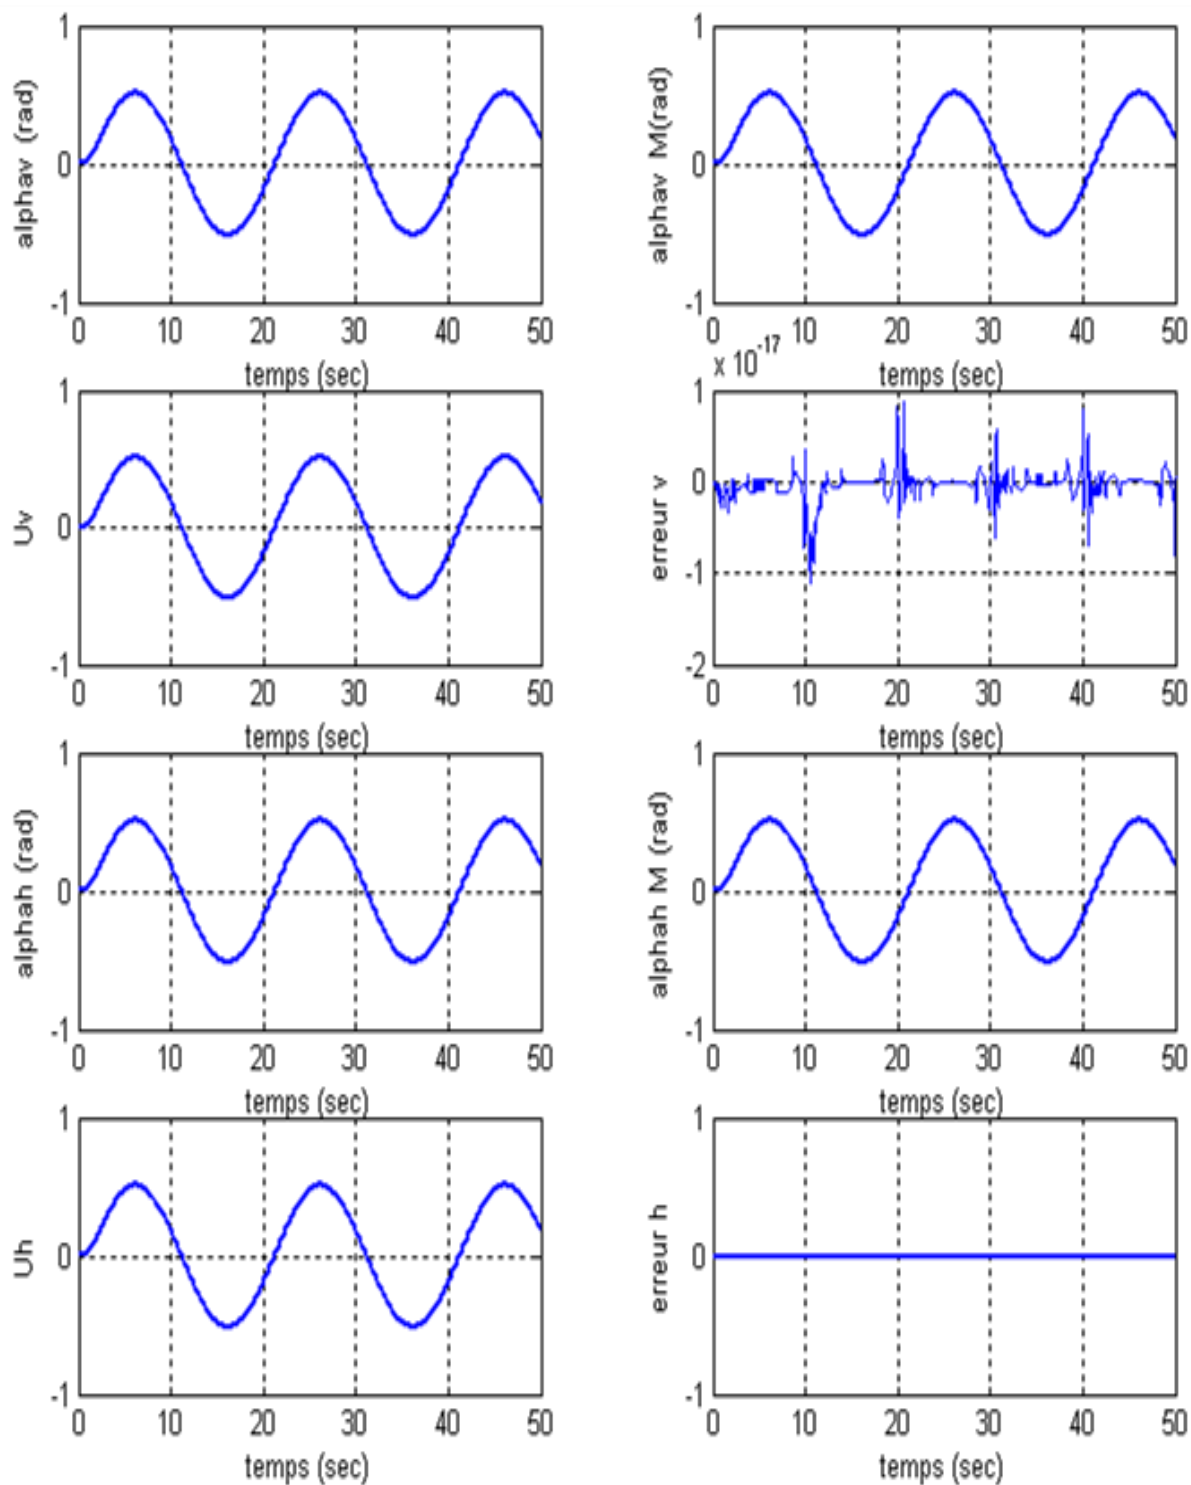 1
0
-1
alphav (rad)
0 10 20 30 40 50
temps (sec)
1
0
-1
alphav M(rad)
0 10 20 30 40 50
temps (sec)
1
0
-1
Uv
0 10 20 30 40 50
temps (sec)
x 10^-17
1
0
-1
-2
erreur v
0 10 20 30 40 50
temps (sec)
1
0
-1
alphah (rad)
0 10 20 30 40 50
temps (sec)
1
0
-1
alphah M (rad)
0 10 20 30 40 50
temps (sec)
1
0
-1
Uh
0 10 20 30 40 50
temps (sec)
1
0
-1
erreur h
0 10 20 30 40 50
temps (sec)